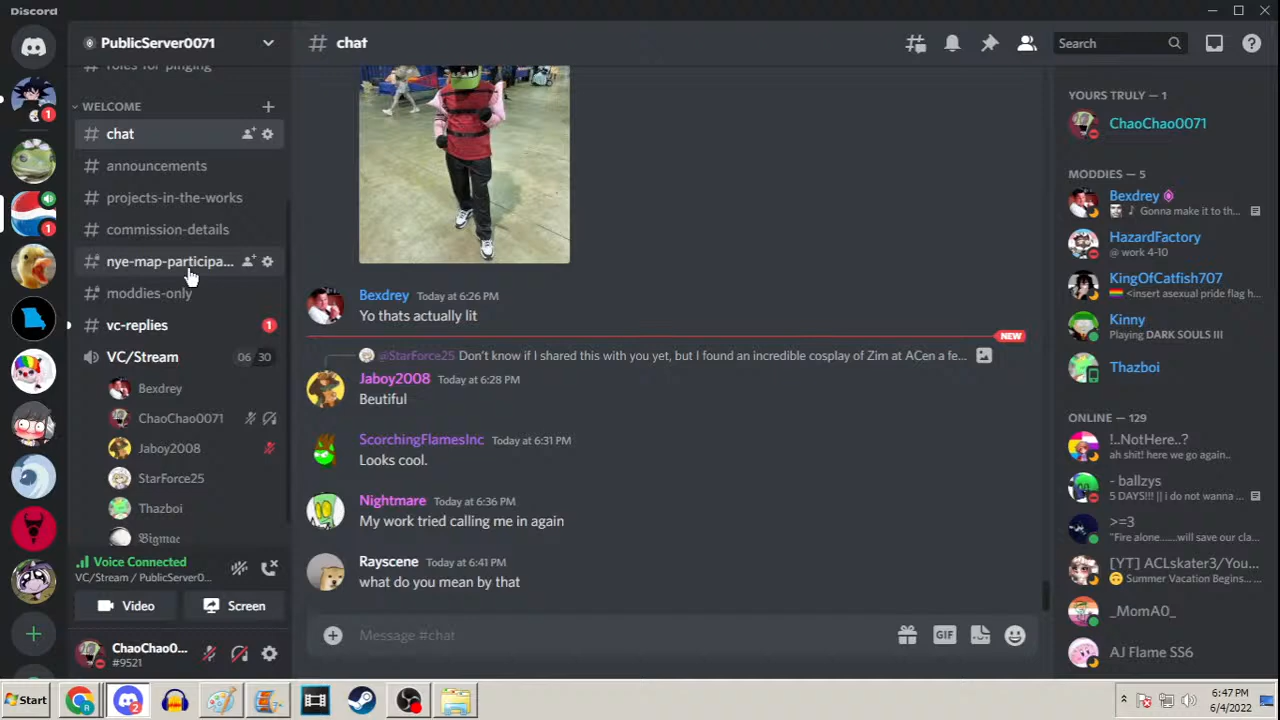 Discord
PublicServer0071
# chat
Search
roles for pinging
WELCOME
chat
announcements
projects-in-the-works
commission-details
nye-map-participa...
moddies-only
vc-replies
1
VC/Stream
06 30
Bexdrey
ChaoChao0071
Jaboy2008
StarForce25
Thazboi
𝔅𝔦𝔤𝔪𝔞𝔠
Voice Connected
VC/Stream / PublicServer0...
Video
Screen
ChaoChao0...
#9521
1
1
Bexdrey Today at 6:26 PM
Yo thats actually lit
NEW
@StarForce25 Don't know if I shared this with you yet, but I found an incredible cosplay of Zim at ACen a fe...
Jaboy2008 Today at 6:28 PM
Beutiful
ScorchingFlamesInc Today at 6:31 PM
Looks cool.
Nightmare Today at 6:36 PM
My work tried calling me in again
Rayscene Today at 6:41 PM
what do you mean by that
Message #chat
GIF
YOURS TRULY — 1
ChaoChao0071
MODDIES — 5
Bexdrey
Gonna make it to th...
HazardFactory
@ work 4-10
KingOfCatfish707
<insert asexual pride flag h...
Kinny
Playing DARK SOULS III
Thazboi
ONLINE — 129
!..NotHere..?
ah shit! here we go again..
- ballzys
5 DAYS!!! || i do not wanna ...
>=3
"Fire alone......will save our cla...
[YT] ACLskater3/You...
Summer Vacation Begins... ...
_MomA0_
AJ Flame SS6
Start
2
6:47 PM
6/4/2022